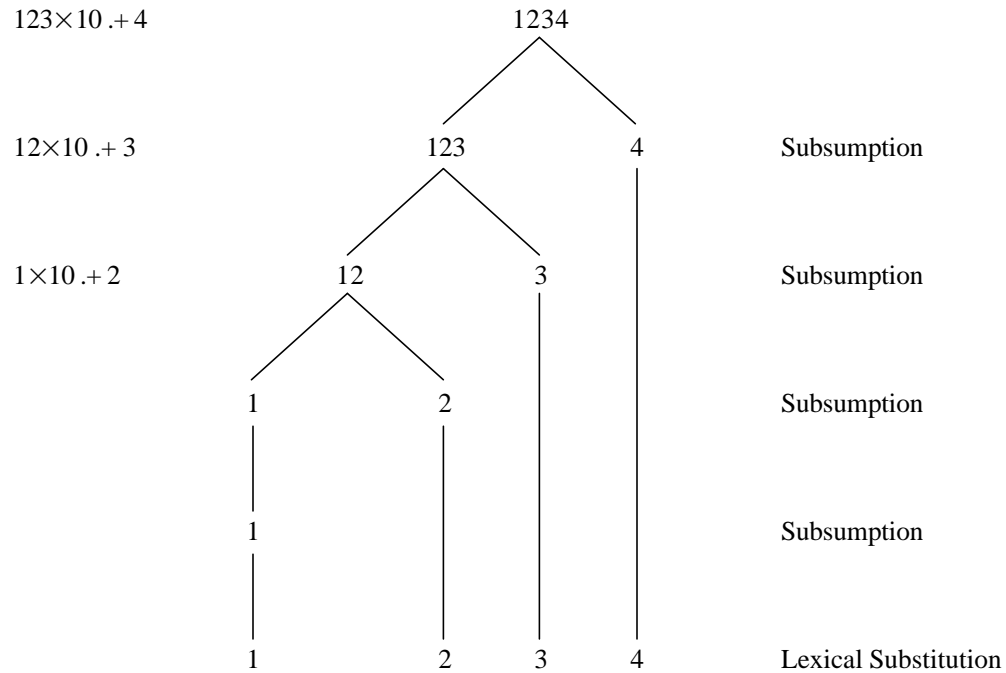 123×10 .+ 4 1234
12×10 .+ 3 123 4 Subsumption
1×10 .+ 2 12 3 Subsumption
1 2 Subsumption
1 Subsumption
1 2 3 4 Lexical Substitution